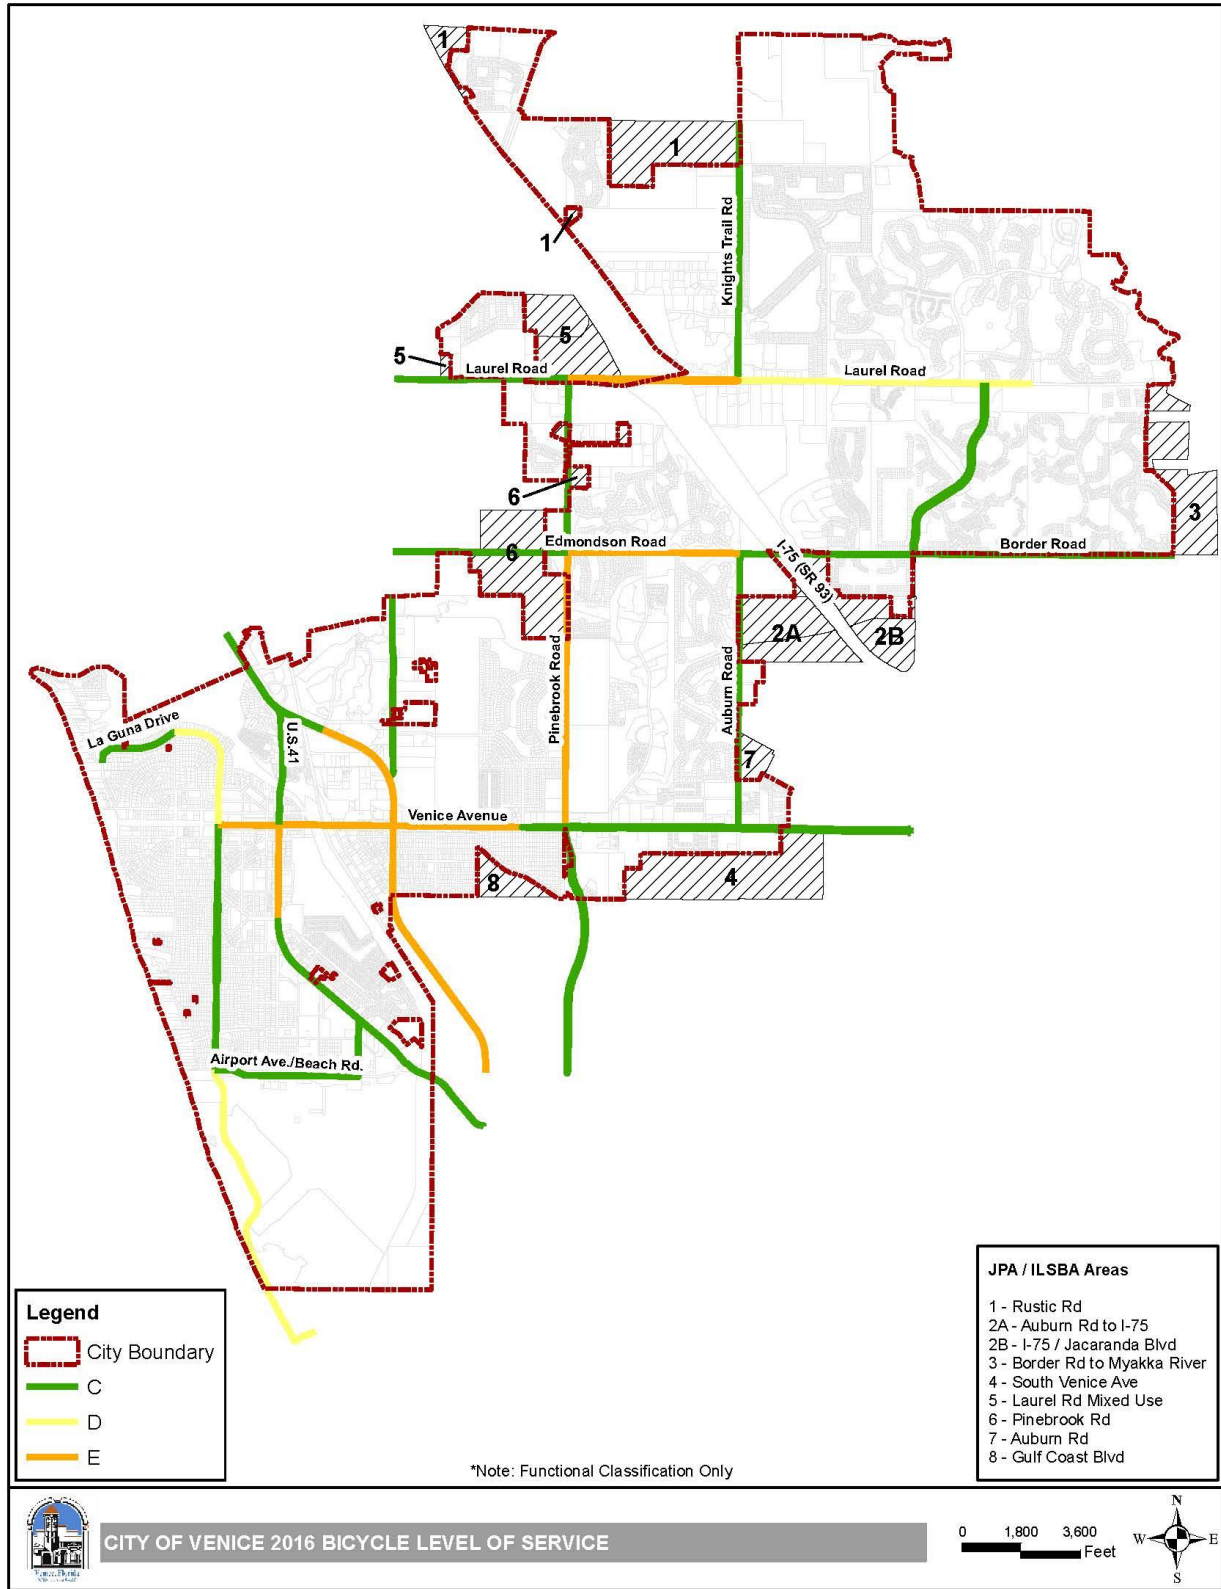 1
1
1
Knights Trail Rd
5
5
Laurel Road
Laurel Road
6
3
6
Edmondson Road
Border Road
I-75 (SR 93)
2A
2B
Pinebrook Road
Auburn Road
La Guna Drive
U.S.41
7
Venice Avenue
8
4
Airport Ave./Beach Rd.
Legend
City Boundary
C
D
E
*Note: Functional Classification Only
JPA / ILSBA Areas
1 - Rustic Rd
2A - Auburn Rd to I-75
2B - I-75 / Jacaranda Blvd
3 - Border Rd to Myakka River
4 - South Venice Ave
5 - Laurel Rd Mixed Use
6 - Pinebrook Rd
7 - Auburn Rd
8 - Gulf Coast Blvd
Venice, Florida
CITY OF VENICE 2016 BICYCLE LEVEL OF SERVICE
0 1,800 3,600
Feet
N
W E
S